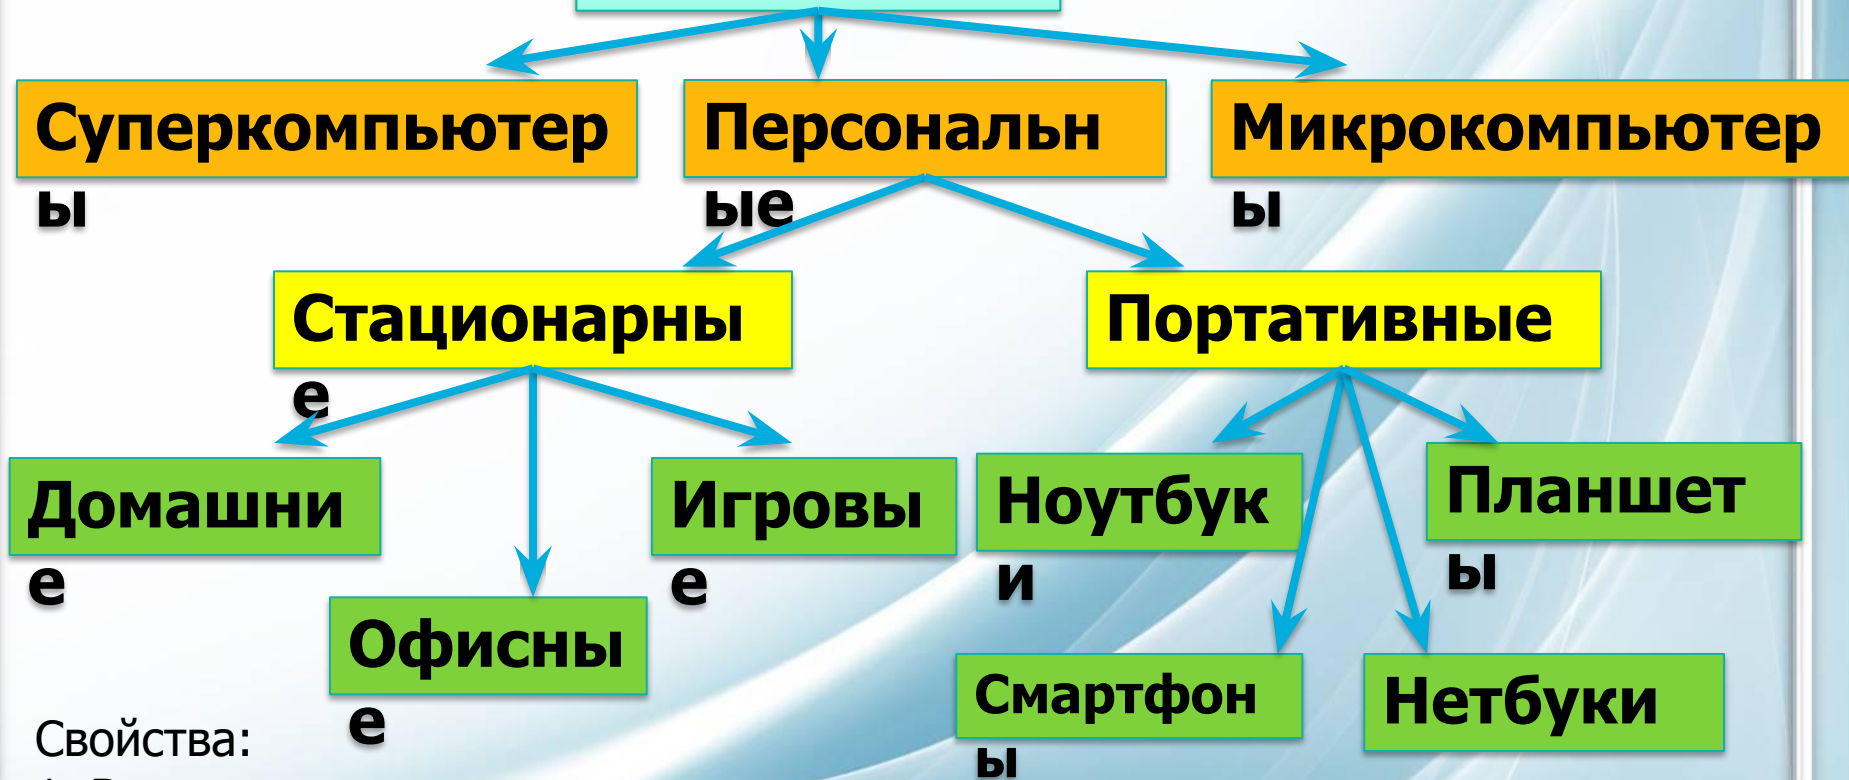 Суперкомпьютер
ы
Персональн
ые
Микрокомпьютер
ы
Стационарны
е
Портативные
Домашни
е
Офисны
е
Игровы
е
Ноутбук
и
Планшет
ы
Смартфон
ы
Нетбуки
Свойства: